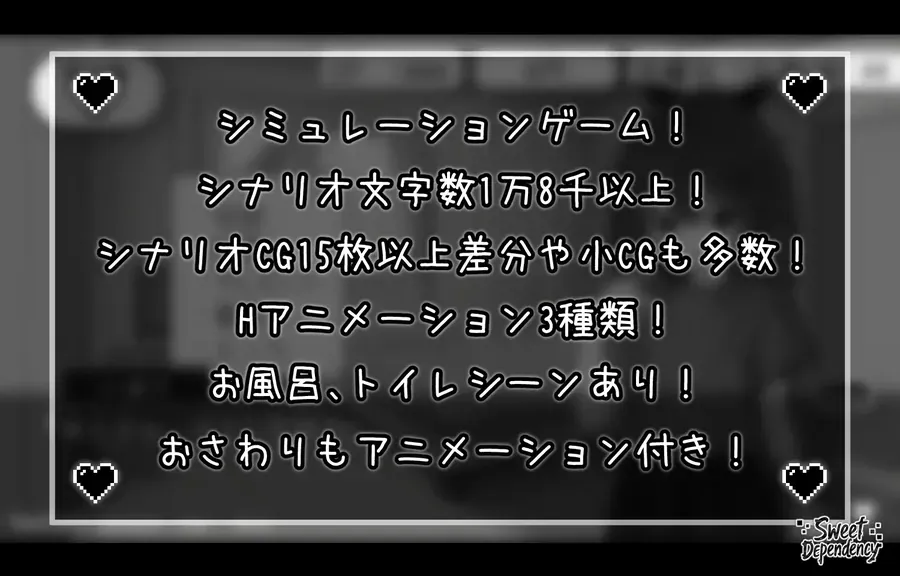 シミュレーションゲーム！
シナリオ文字数1万8千以上！
シナリオCG15枚以上差分や小CGも多数！
Hアニメーション3種類！
お風呂、トイレシーンあり！
おさわりもアニメーション付き！
Sweet
Dependency